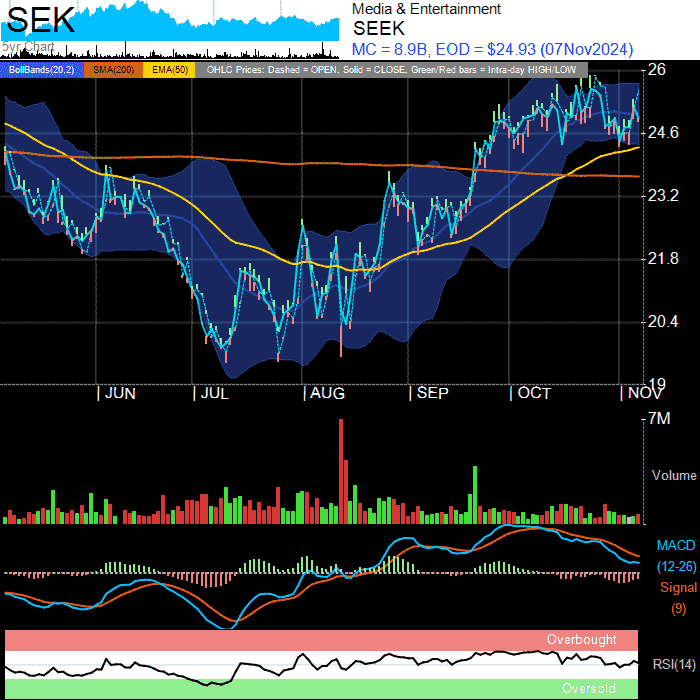 SEK
5yr Chart
Media & Entertainment
SEEK
MC = 8.9B, EOD = $24.93 (07Nov2024)
BollBands(20,2) SMA(200) EMA(50) OHLC Prices: Dashed = OPEN, Solid = CLOSE, Green/Red bars = Intra-day HIGH/LOW
26
24.6
23.2
21.8
20.4
19
JUN JUL AUG SEP OCT NOV
7M
Volume
MACD
(12-26)
Signal
(9)
Overbought
RSI(14)
Oversold